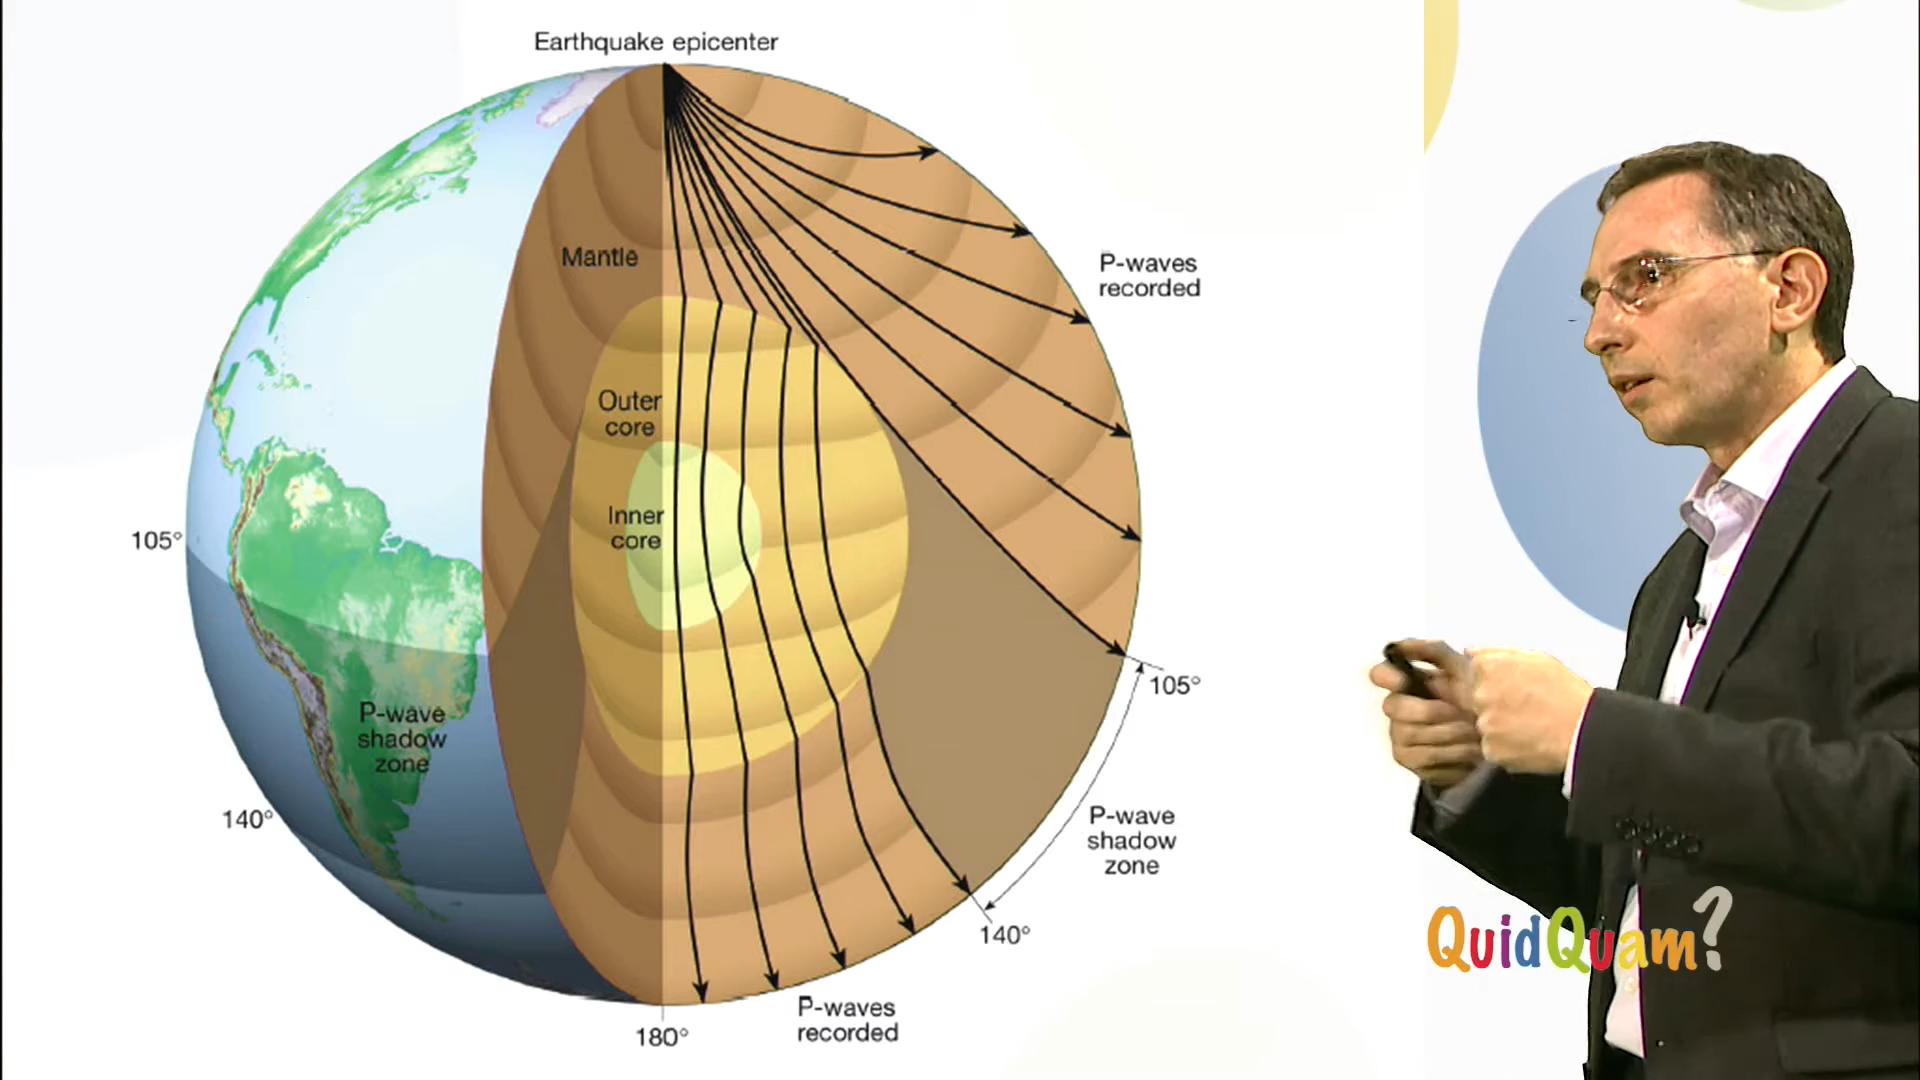 Earthquake epicenter
Mantle
P-waves
recorded
Outer
core
Inner
core
105°
105°
P-wave
shadow
zone
140°
P-wave
shadow
zone
140°
P-waves
recorded
180°
QuidQuam?